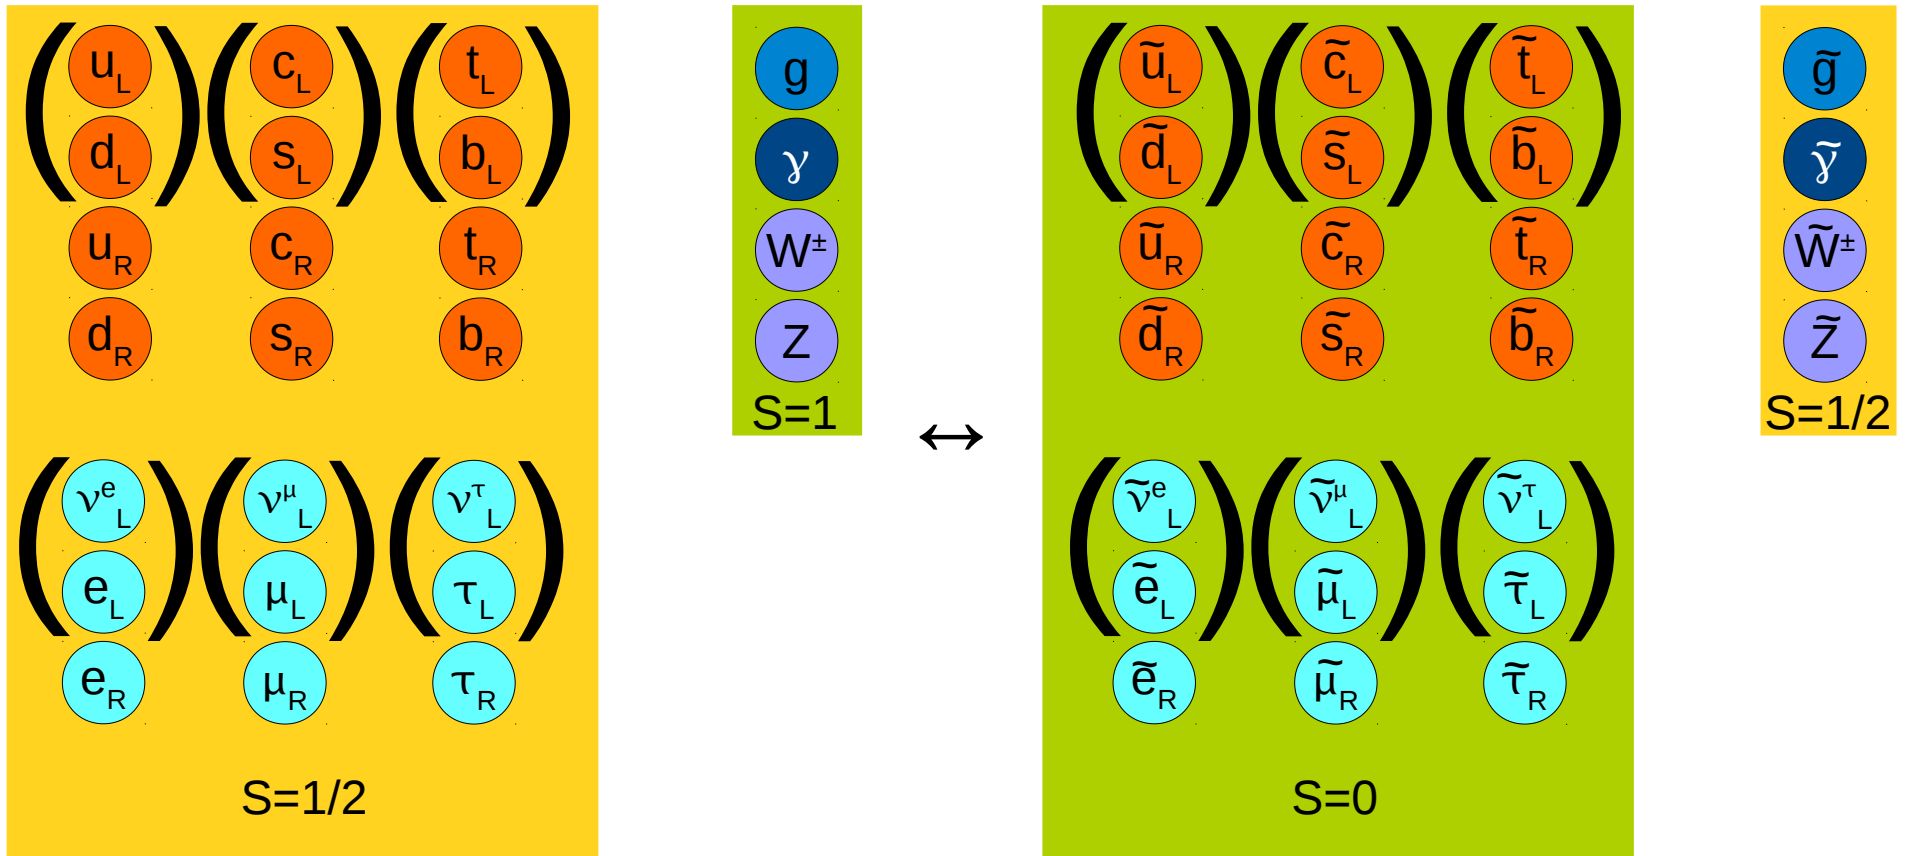 u_L c_L t_L
d_L s_L b_L
u_R c_R t_R
d_R s_R b_R
ν^e_L ν^μ_L ν^τ_L
e_L μ_L τ_L
e_R μ_R τ_R
S=1/2
g
γ
W^±
Z
S=1
↔
ũ_L c̃_L t̃_L
d̃_L s̃_L b̃_L
ũ_R c̃_R t̃_R
d̃_R s̃_R b̃_R
ν̃^e_L ν̃^μ_L ν̃^τ_L
ẽ_L μ̃_L τ̃_L
ẽ_R μ̃_R τ̃_R
S=0
g̃
γ̃
W̃^±
Z̃
S=1/2